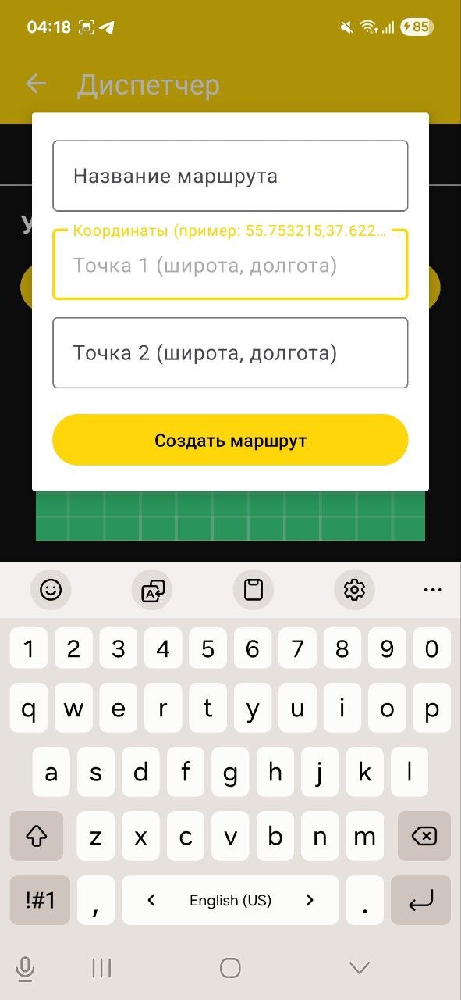 04:18
85
Диспетчер
Название маршрута
У
Координаты (пример: 55.753215,37.622…
Точка 1 (широта, долгота)
Точка 2 (широта, долгота)
Создать маршрут
1 2 3 4 5 6 7 8 9 0
q w e r t y u i o p
a s d f g h j k l
z x c v b n m
!#1 , < English (US) > .